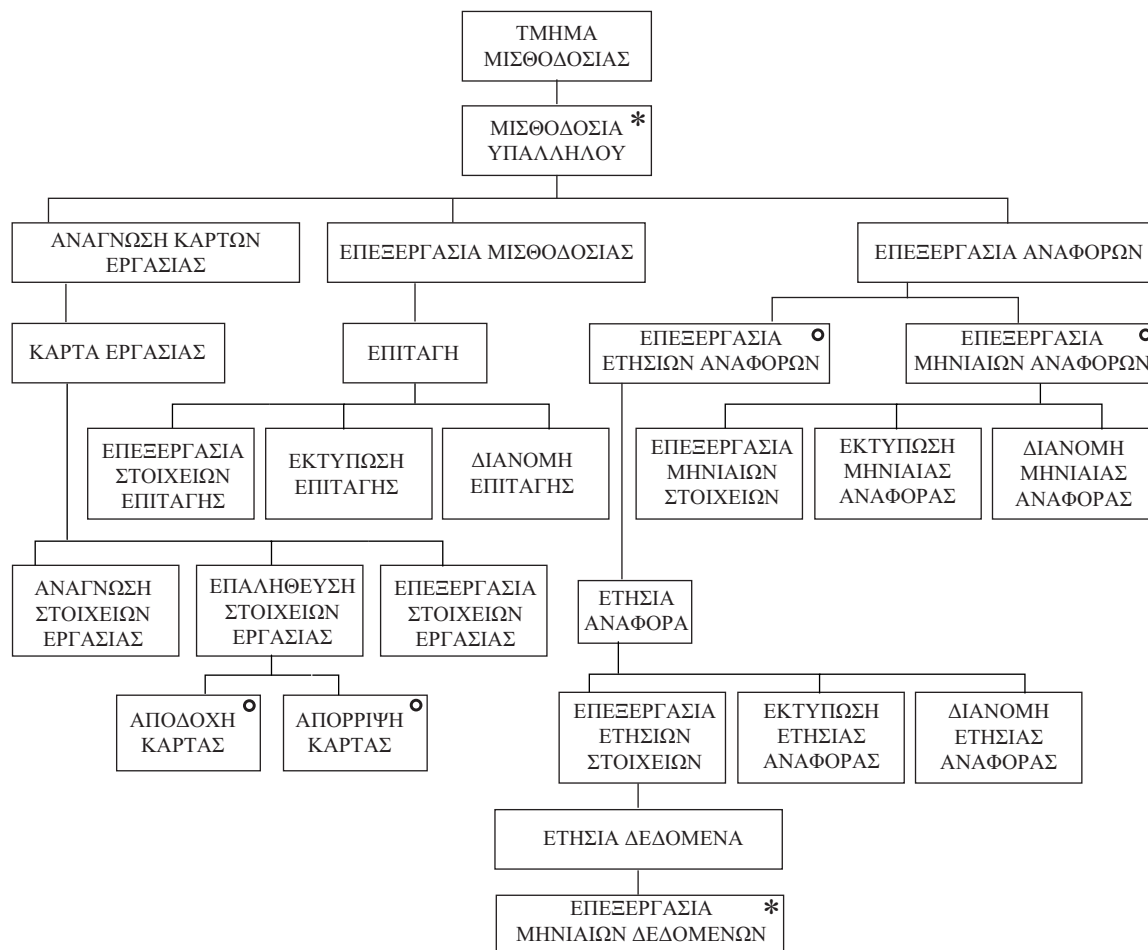 ΤΜΗΜΑ
ΜΙΣΘΟΔΟΣΙΑΣ
ΜΙΣΘΟΔΟΣΙΑ *
ΥΠΑΛΛΗΛΟΥ
ΑΝΑΓΝΩΣΗ ΚΑΡΤΩΝ
ΕΡΓΑΣΙΑΣ
ΕΠΕΞΕΡΓΑΣΙΑ ΜΙΣΘΟΔΟΣΙΑΣ
ΕΠΕΞΕΡΓΑΣΙΑ ΑΝΑΦΟΡΩΝ
ΚΑΡΤΑ ΕΡΓΑΣΙΑΣ
ΕΠΙΤΑΓΗ
ΕΠΕΞΕΡΓΑΣΙΑ
ΕΤΗΣΙΩΝ ΑΝΑΦΟΡΩΝ
ΕΠΕΞΕΡΓΑΣΙΑ
ΜΗΝΙΑΙΩΝ ΑΝΑΦΟΡΩΝ
ΕΠΕΞΕΡΓΑΣΙΑ
ΣΤΟΙΧΕΙΩΝ
ΕΠΙΤΑΓΗΣ
ΕΚΤΥΠΩΣΗ
ΕΠΙΤΑΓΗΣ
ΔΙΑΝΟΜΗ
ΕΠΙΤΑΓΗΣ
ΕΠΕΞΕΡΓΑΣΙΑ
ΜΗΝΙΑΙΩΝ
ΣΤΟΙΧΕΙΩΝ
ΕΚΤΥΠΩΣΗ
ΜΗΝΙΑΙΑΣ
ΑΝΑΦΟΡΑΣ
ΔΙΑΝΟΜΗ
ΜΗΝΙΑΙΑΣ
ΑΝΑΦΟΡΑΣ
ΑΝΑΓΝΩΣΗ
ΣΤΟΙΧΕΙΩΝ
ΕΡΓΑΣΙΑΣ
ΕΠΑΛΗΘΕΥΣΗ
ΣΤΟΙΧΕΙΩΝ
ΕΡΓΑΣΙΑΣ
ΕΠΕΞΕΡΓΑΣΙΑ
ΣΤΟΙΧΕΙΩΝ
ΕΡΓΑΣΙΑΣ
ΕΤΗΣΙΑ
ΑΝΑΦΟΡΑ
ΑΠΟΔΟΧΗ
ΚΑΡΤΑΣ
ΑΠΟΡΡΙΨΗ
ΚΑΡΤΑΣ
ΕΠΕΞΕΡΓΑΣΙΑ
ΕΤΗΣΙΩΝ
ΣΤΟΙΧΕΙΩΝ
ΕΚΤΥΠΩΣΗ
ΕΤΗΣΙΑΣ
ΑΝΑΦΟΡΑΣ
ΔΙΑΝΟΜΗ
ΕΤΗΣΙΑΣ
ΑΝΑΦΟΡΑΣ
ΕΤΗΣΙΑ ΔΕΔΟΜΕΝΑ
ΕΠΕΞΕΡΓΑΣΙΑ *
ΜΗΝΙΑΙΩΝ ΔΕΔΟΜΕΝΩΝ